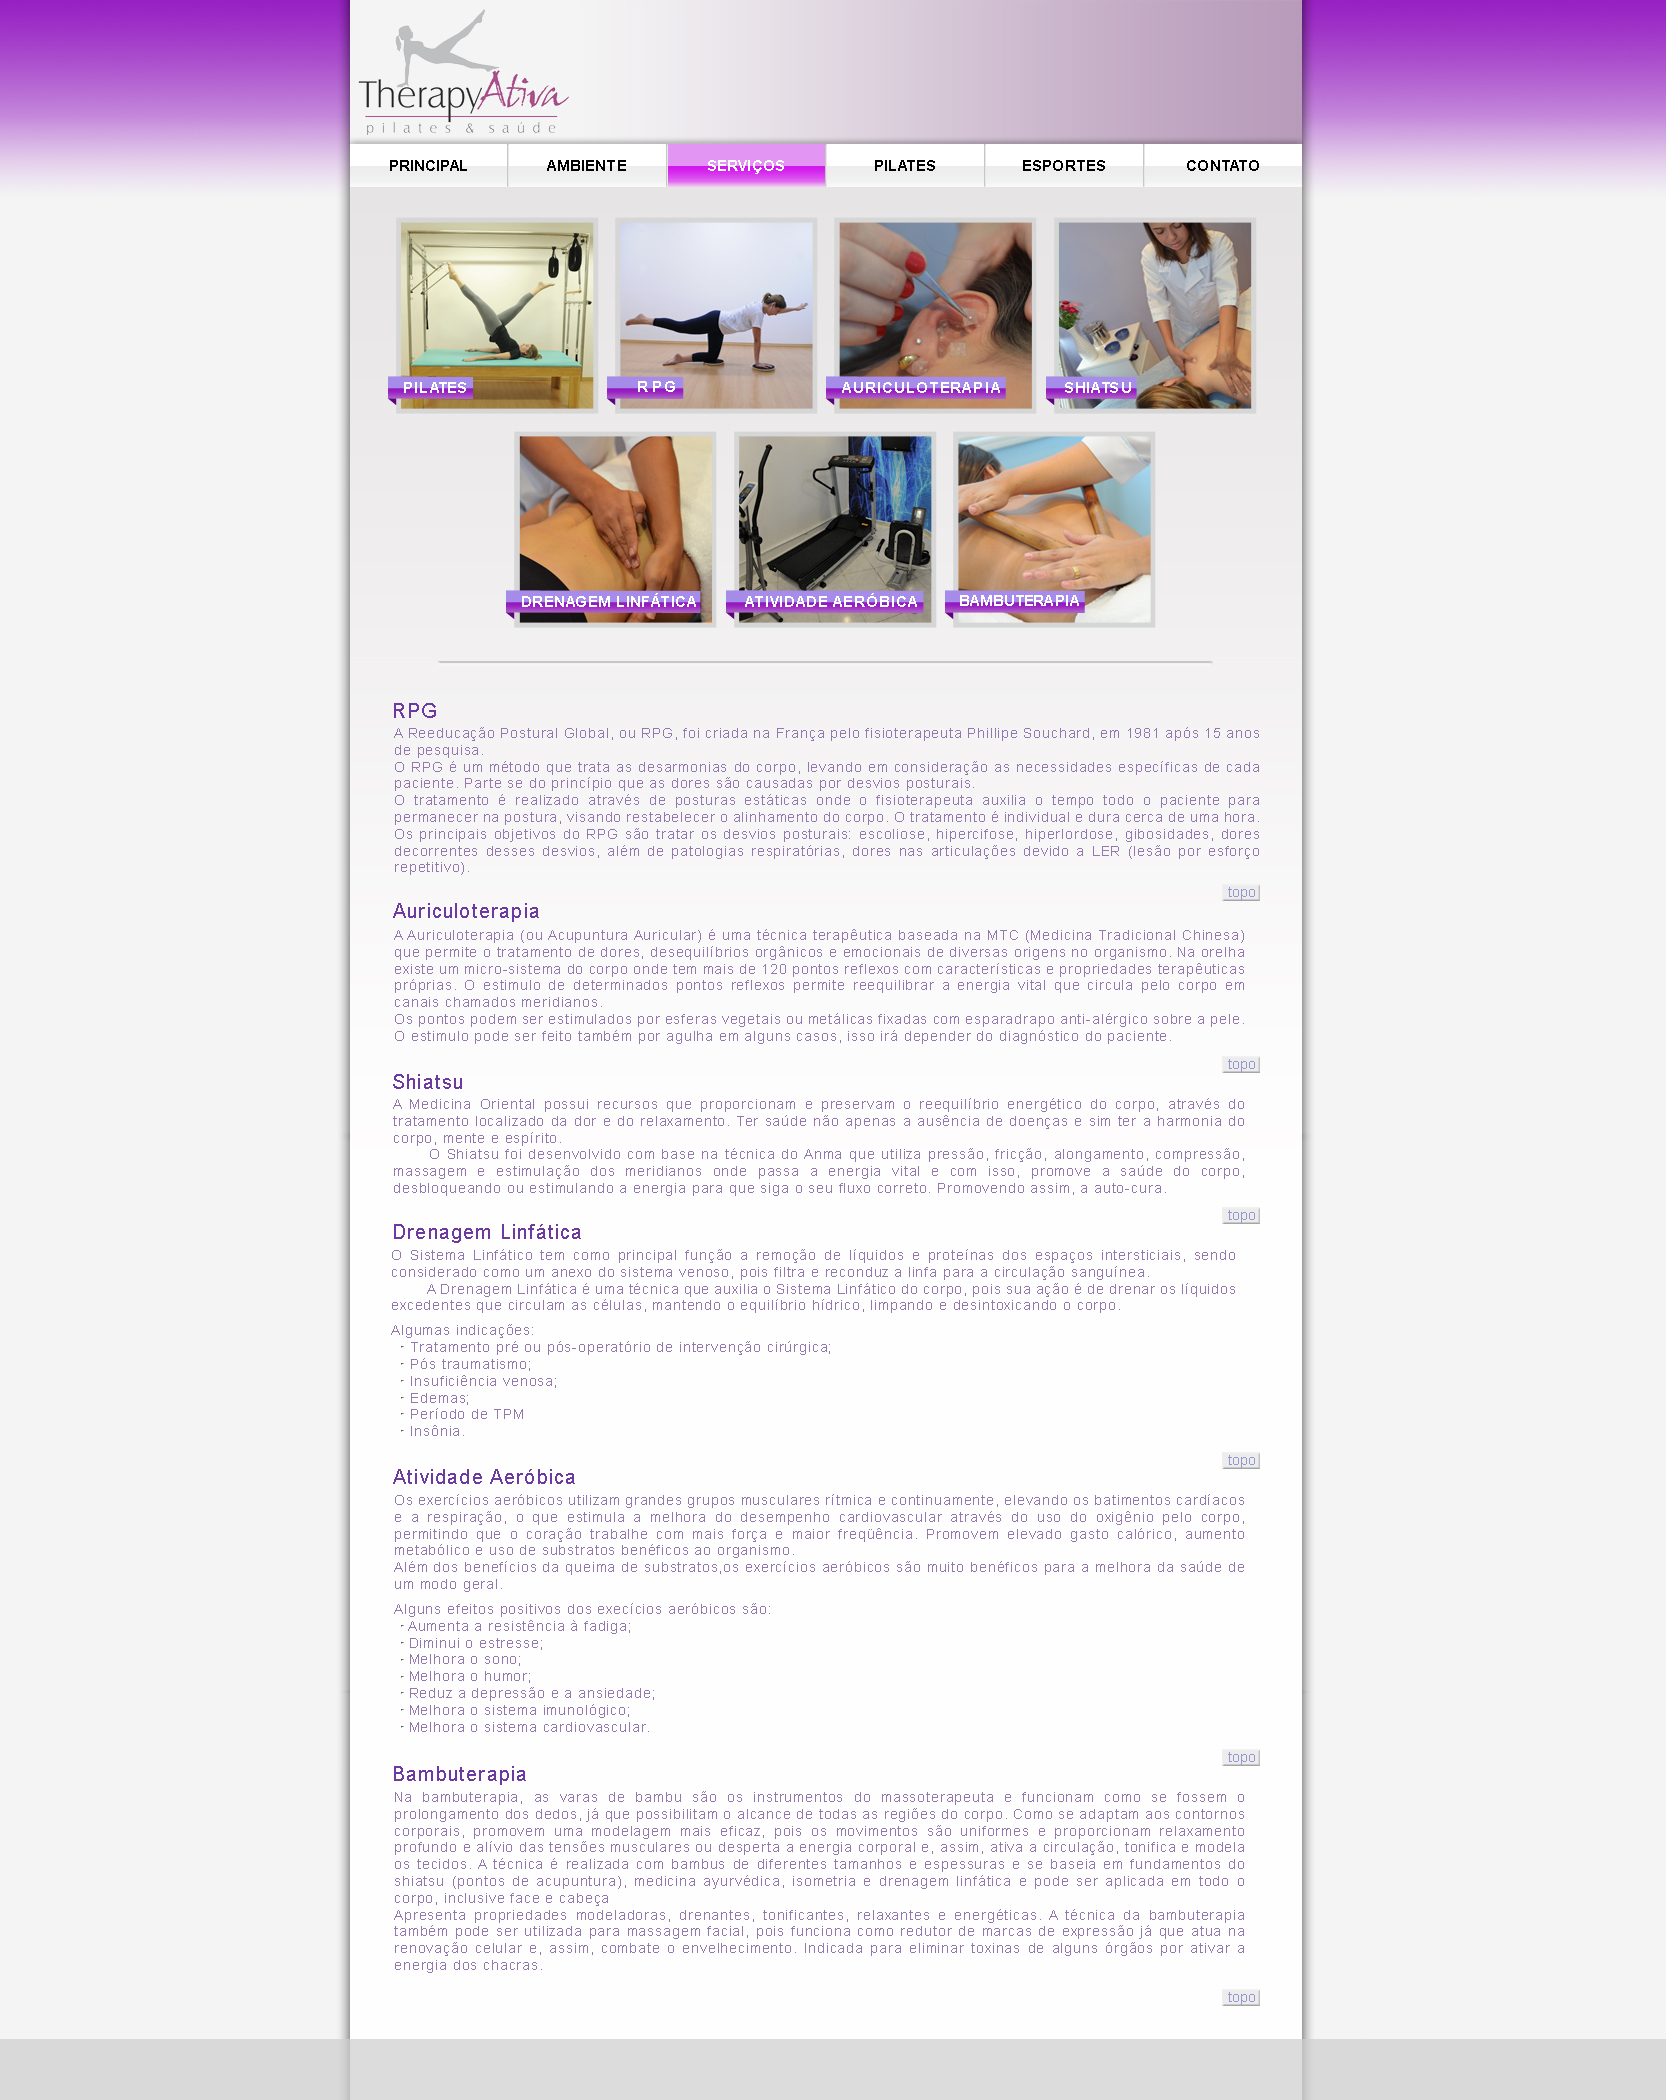 TherapyAtiva
pilates & saúde
PRINCIPAL
AMBIENTE
SERVIÇOS
PILATES
ESPORTES
CONTATO
PILATES
RPG
AURICULOTERAPIA
SHIATSU
DRENAGEM LINFÁTICA
ATIVIDADE AERÓBICA
BAMBUTERAPIA
RPG
A Reeducação Postural Global, ou RPG, foi criada na França pelo fisioterapeuta Phillipe Souchard, em 1981 após 15 anos
de pesquisa.
O RPG é um método que trata as desarmonias do corpo, levando em consideração as necessidades específicas de cada
paciente. Parte se do princípio que as dores são causadas por desvios posturais.
O tratamento é realizado através de posturas estáticas onde o fisioterapeuta auxilia o tempo todo o paciente para
permanecer na postura, visando restabelecer o alinhamento do corpo. O tratamento é individual e dura cerca de uma hora.
Os principais objetivos do RPG são tratar os desvios posturais: escoliose, hipercifose, hiperlordose, gibosidades, dores
decorrentes desses desvios, além de patologias respiratórias, dores nas articulações devido a LER (lesão por esforço
repetitivo).
topo
Auriculoterapia
A Auriculoterapia (ou Acupuntura Auricular) é uma técnica terapêutica baseada na MTC (Medicina Tradicional Chinesa)
que permite o tratamento de dores, desequilíbrios orgânicos e emocionais de diversas origens no organismo. Na orelha
existe um micro-sistema do corpo onde tem mais de 120 pontos reflexos com características e propriedades terapêuticas
próprias. O estimulo de determinados pontos reflexos permite reequilibrar a energia vital que circula pelo corpo em
canais chamados meridianos.
Os pontos podem ser estimulados por esferas vegetais ou metálicas fixadas com esparadrapo anti-alérgico sobre a pele.
O estimulo pode ser feito também por agulha em alguns casos, isso irá depender do diagnóstico do paciente.
topo
Shiatsu
A Medicina Oriental possui recursos que proporcionam e preservam o reequilíbrio energético do corpo, através do
tratamento localizado da dor e do relaxamento. Ter saúde não apenas a ausência de doenças e sim ter a harmonia do
corpo, mente e espírito.
O Shiatsu foi desenvolvido com base na técnica do Anma que utiliza pressão, fricção, alongamento, compressão,
massagem e estimulação dos meridianos onde passa a energia vital e com isso, promove a saúde do corpo,
desbloqueando ou estimulando a energia para que siga o seu fluxo correto. Promovendo assim, a auto-cura.
topo
Drenagem Linfática
O Sistema Linfático tem como principal função a remoção de líquidos e proteínas dos espaços intersticiais, sendo
considerado como um anexo do sistema venoso, pois filtra e reconduz a linfa para a circulação sanguínea.
A Drenagem Linfática é uma técnica que auxilia o Sistema Linfático do corpo, pois sua ação é de drenar os líquidos
excedentes que circulam as células, mantendo o equilíbrio hídrico, limpando e desintoxicando o corpo.
Algumas indicações:
- Tratamento pré ou pós-operatório de intervenção cirúrgica;
- Pós traumatismo;
- Insuficiência venosa;
- Edemas;
- Período de TPM
- Insônia.
topo
Atividade Aeróbica
Os exercícios aeróbicos utilizam grandes grupos musculares rítmica e continuamente, elevando os batimentos cardíacos
e a respiração, o que estimula a melhora do desempenho cardiovascular através do uso do oxigênio pelo corpo,
permitindo que o coração trabalhe com mais força e maior freqüência. Promovem elevado gasto calórico, aumento
metabólico e uso de substratos benéficos ao organismo.
Além dos benefícios da queima de substratos,os exercícios aeróbicos são muito benéficos para a melhora da saúde de
um modo geral.
Alguns efeitos positivos dos execícios aeróbicos são:
- Aumenta a resistência à fadiga;
- Diminui o estresse;
- Melhora o sono;
- Melhora o humor;
- Reduz a depressão e a ansiedade;
- Melhora o sistema imunológico;
- Melhora o sistema cardiovascular.
topo
Bambuterapia
Na bambuterapia, as varas de bambu são os instrumentos do massoterapeuta e funcionam como se fossem o
prolongamento dos dedos, já que possibilitam o alcance de todas as regiões do corpo. Como se adaptam aos contornos
corporais, promovem uma modelagem mais eficaz, pois os movimentos são uniformes e proporcionam relaxamento
profundo e alívio das tensões musculares ou desperta a energia corporal e, assim, ativa a circulação, tonifica e modela
os tecidos. A técnica é realizada com bambus de diferentes tamanhos e espessuras e se baseia em fundamentos do
shiatsu (pontos de acupuntura), medicina ayurvédica, isometria e drenagem linfática e pode ser aplicada em todo o
corpo, inclusive face e cabeça
Apresenta propriedades modeladoras, drenantes, tonificantes, relaxantes e energéticas. A técnica da bambuterapia
também pode ser utilizada para massagem facial, pois funciona como redutor de marcas de expressão já que atua na
renovação celular e, assim, combate o envelhecimento. Indicada para eliminar toxinas de alguns órgãos por ativar a
energia dos chacras.
topo